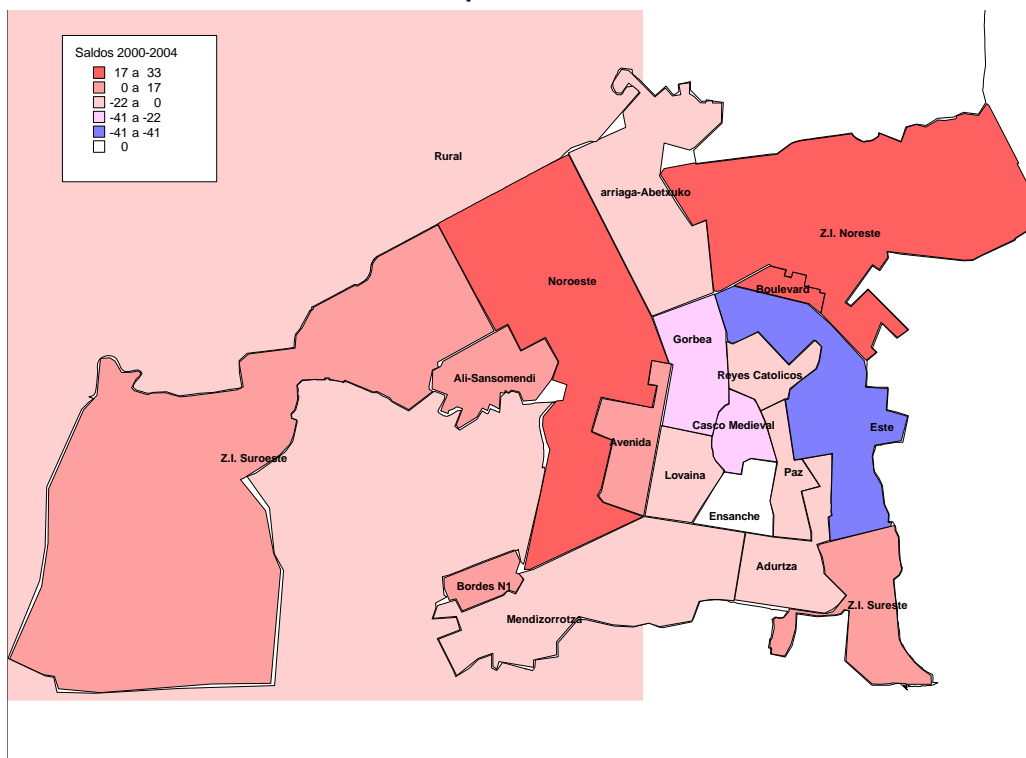 Saldos 2000-2004
17 a 33
0 a 17
-22 a 0
-41 a -22
-41 a -41
0
Rural
arriaga-Abetxuko
Z.I. Noreste
Noroeste
Boulevard
Gorbea
Ali-Sansomendi
Reyes Catolicos
Casco Medieval
Este
Avenida
Z.I. Suroeste
Lovaina
Paz
Ensanche
Adurtza
Bordes N1
Z.I. Sureste
Mendizorrotza